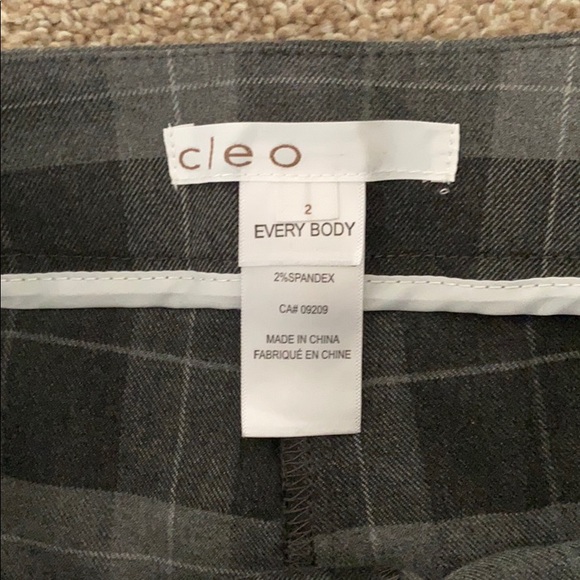 cleo
2
EVERY BODY
2%SPANDEX
CA# 09209
MADE IN CHINA
FABRIQUÉ EN CHINE